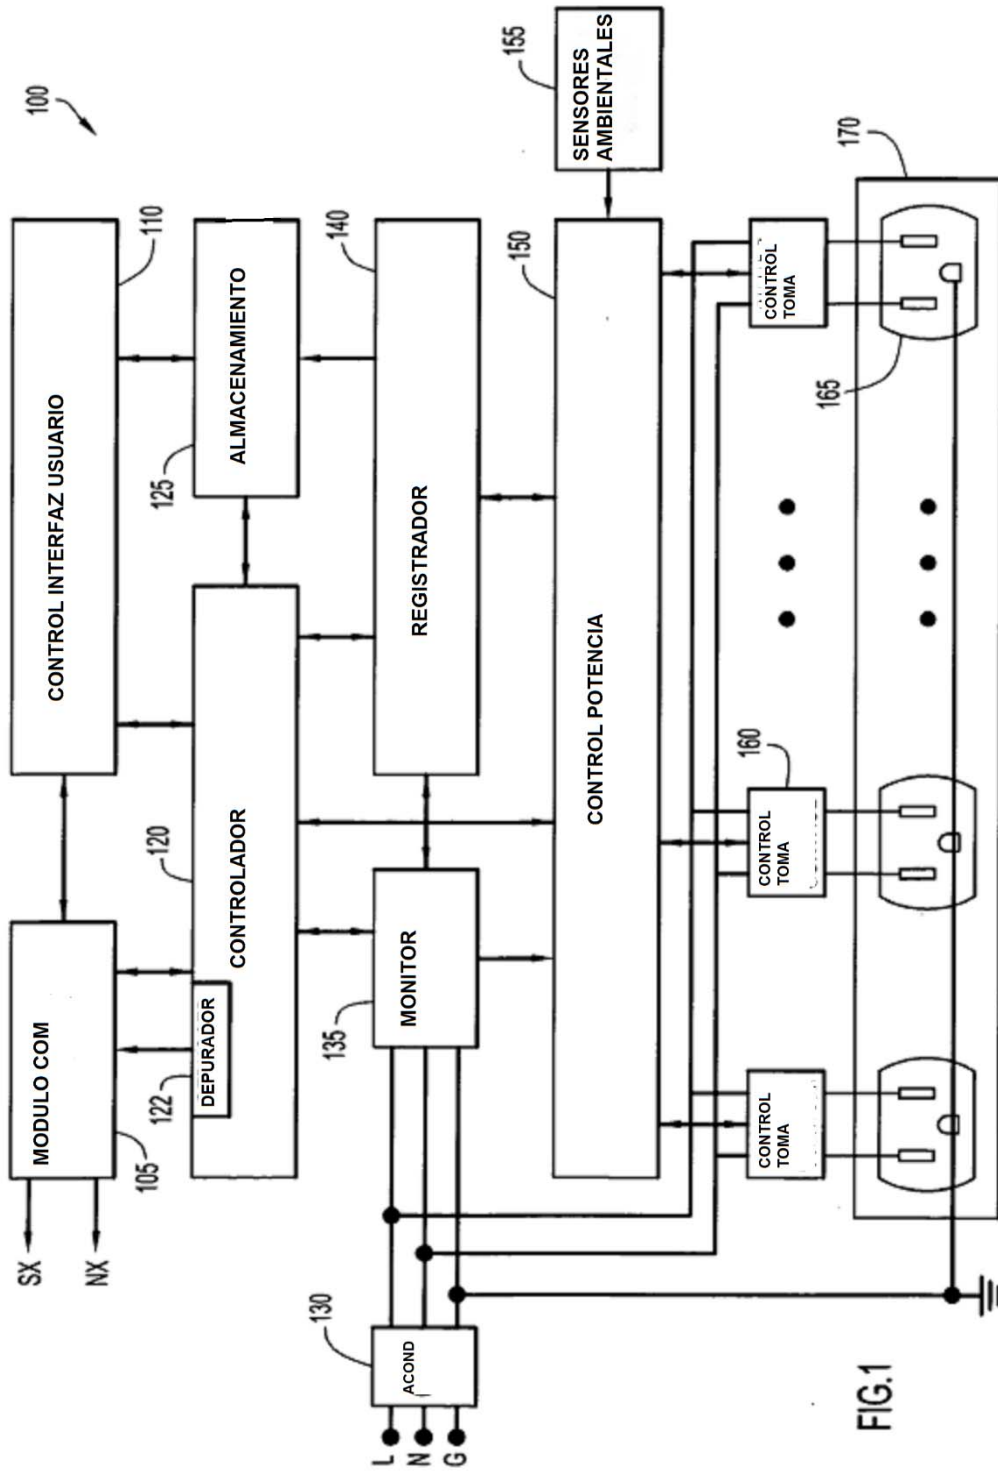 100
MODULO COM
105
SX
NX
CONTROL INTERFAZ USUARIO
110
CONTROLADOR
120
DEPURADOR
122
ALMACENAMIENTO
125
ACOND
130
L
N
G
MONITOR
135
REGISTRADOR
140
CONTROL POTENCIA
150
SENSORES
AMBIENTALES
155
CONTROL
TOMA
CONTROL
TOMA
160
CONTROL
TOMA
165
170
FIG.1